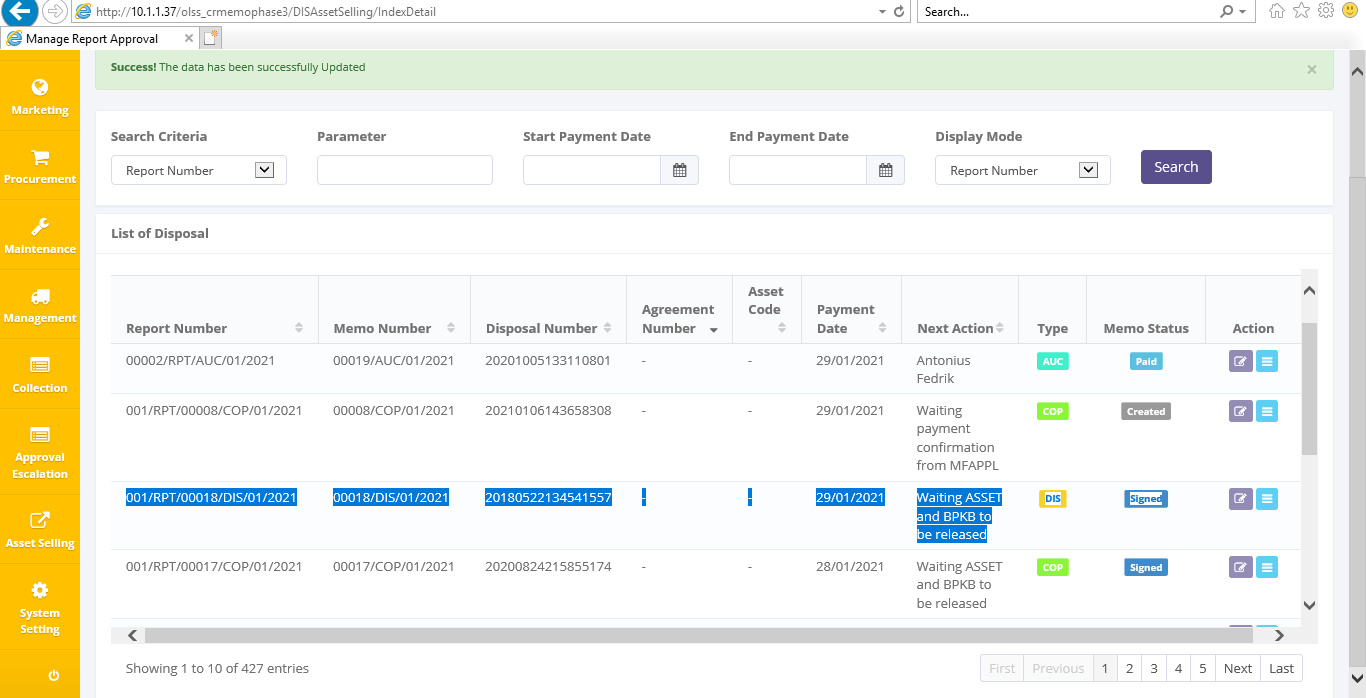 http://10.1.1.37/olss_crmemophase3/DISAssetSelling/IndexDetail
Search...
Manage Report Approval
Marketing
Procurement
Maintenance
Management
Collection
Approval
Escalation
Asset Selling
System
Setting
Success! The data has been successfully Updated
Search Criteria Parameter Start Payment Date End Payment Date Display Mode
Report Number Report Number Search
List of Disposal
Report Number Memo Number Disposal Number Agreement Number Asset Code Payment Date Next Action Type Memo Status Action
00002/RPT/AUC/01/2021 00019/AUC/01/2021 20201005133110801 - - 29/01/2021 Antonius AUC Paid
Fedrik
001/RPT/00008/COP/01/2021 00008/COP/01/2021 20210106143658308 - - 29/01/2021 Waiting COP Created
payment
confirmation
from MFAPPL
001/RPT/00018/DIS/01/2021 00018/DIS/01/2021 20180522134541557 - - 29/01/2021 Waiting ASSET DIS Signed
and BPKB to
be released
001/RPT/00017/COP/01/2021 00017/COP/01/2021 20200824215855174 - - 28/01/2021 Waiting ASSET COP Signed
and BPKB to
be released
Showing 1 to 10 of 427 entries
First Previous 1 2 3 4 5 Next Last